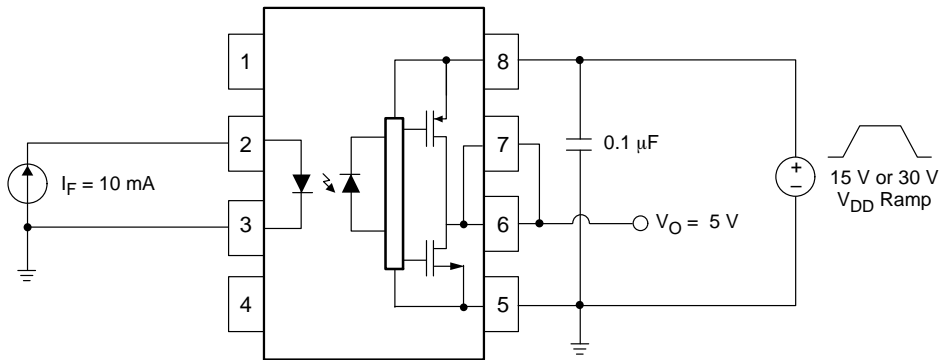 1
8
2
7
I_F = 10 mA
0.1 μF
3
6
V_O = 5 V
15 V or 30 V
V_DD Ramp
4
5
+
–